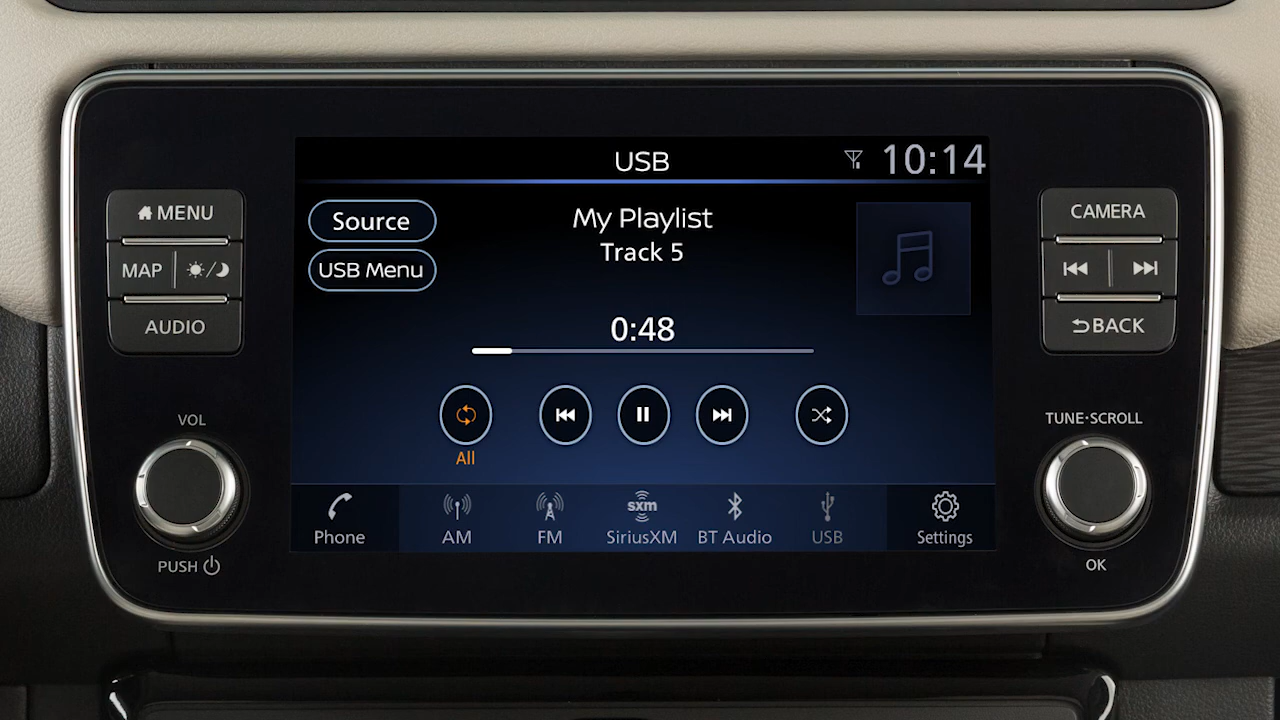 USB
10:14
MENU
MAP
AUDIO
VOL
PUSH
Source
USB Menu
My Playlist
Track 5
0:48
All
Phone
AM
FM
sxm
SiriusXM
BT Audio
USB
Settings
CAMERA
BACK
TUNE·SCROLL
OK